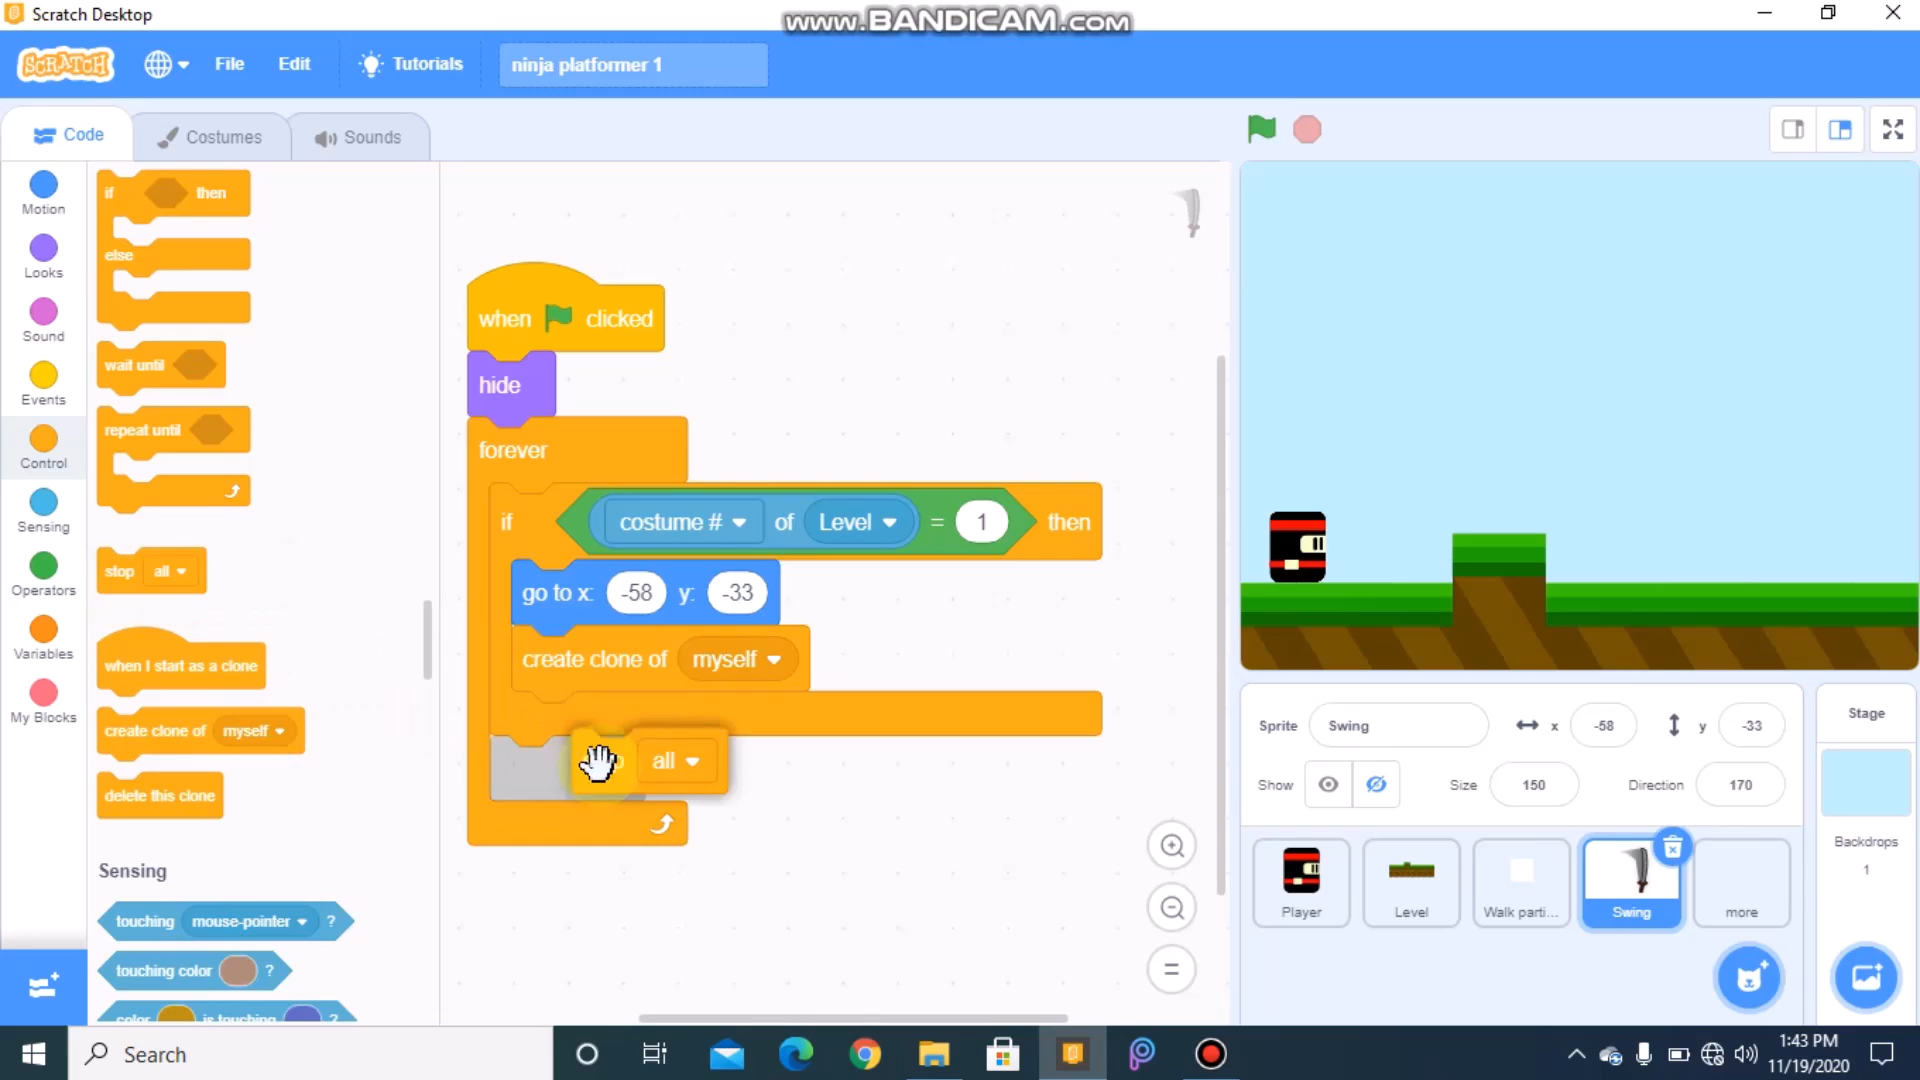 Scratch Desktop
www.BANDICAM.com
SCRATCH
File
Edit
Tutorials
ninja platformer 1
Code
Costumes
Sounds
Motion
Looks
Sound
Events
Control
Sensing
Operators
Variables
My Blocks
if then
else
wait until
repeat until
stop all
when I start as a clone
create clone of myself
delete this clone
Sensing
touching mouse-pointer ?
touching color ?
color is touching ?
when clicked
hide
forever
if costume # of Level = 1 then
go to x: -58 y: -33
create clone of myself
all
Sprite Swing x -58 y -33
Show Size 150 Direction 170
Player
Level
Walk parti...
Swing
more
Stage
Backdrops
1
Search
1:43 PM
11/19/2020